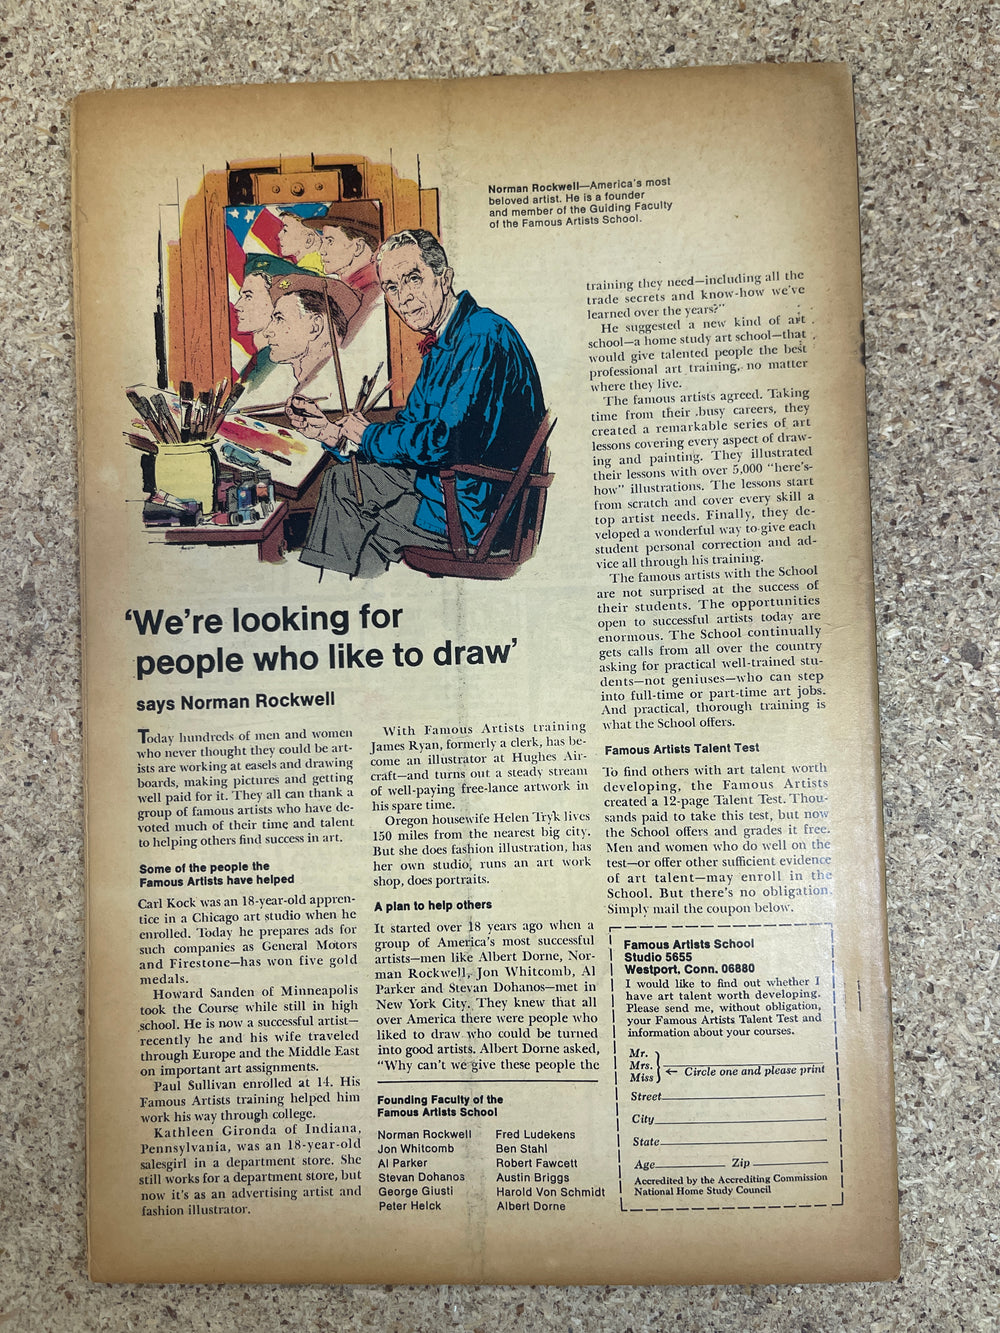 Norman Rockwell—America's most
beloved artist. He is a founder
and member of the Guiding Faculty
of the Famous Artists School.
'We're looking for
people who like to draw'
says Norman Rockwell
Today hundreds of men and women
who never thought they could be art-
ists are working at easels and drawing
boards, making pictures and getting
well paid for it. They all can thank a
group of famous artists who have de-
voted much of their time and talent
to helping others find success in art.
Some of the people the
Famous Artists have helped
Carl Kock was an 18-year-old appren-
tice in a Chicago art studio when he
enrolled. Today he prepares ads for
such companies as General Motors
and Firestone—has won five gold
medals.
Howard Sanden of Minneapolis
took the Course while still in high
school. He is now a successful artist—
recently he and his wife traveled
through Europe and the Middle East
on important art assignments.
Paul Sullivan enrolled at 14. His
Famous Artists training helped him
work his way through college.
Kathleen Gironda of Indiana,
Pennsylvania, was an 18-year-old
salesgirl in a department store. She
still works for a department store, but
now it's as an advertising artist and
fashion illustrator.
With Famous Artists training
James Ryan, formerly a clerk, has be-
come an illustrator at Hughes Air-
craft—and turns out a steady stream
of well-paying free-lance artwork in
his spare time.
Oregon housewife Helen Tryk lives
150 miles from the nearest big city.
But she does fashion illustration, has
her own studio, runs an art work
shop, does portraits.
A plan to help others
It started over 18 years ago when a
group of America's most successful
artists—men like Albert Dorne, Nor-
man Rockwell, Jon Whitcomb, Al
Parker and Stevan Dohanos—met in
New York City. They knew that all
over America there were people who
liked to draw who could be turned
into good artists. Albert Dorne asked,
"Why can't we give these people the
training they need—including all the
trade secrets and know-how we've
learned over the years?"
He suggested a new kind of art
school—a home study art school—that
would give talented people the best
professional art training, no matter
where they live.
The famous artists agreed. Taking
time from their busy careers, they
created a remarkable series of art
lessons covering every aspect of draw-
ing and painting. They illustrated
their lessons with over 5,000 "here's-
how" illustrations. The lessons start
from scratch and cover every skill a
top artist needs. Finally, they de-
veloped a wonderful way to give each
student personal correction and ad-
vice all through his training.
The famous artists with the School
are not surprised at the success of
their students. The opportunities
open to successful artists today are
enormous. The School continually
gets calls from all over the country
asking for practical well-trained stu-
dents—not geniuses—who can step
into full-time or part-time art jobs.
And practical, thorough training is
what the School offers.
Famous Artists Talent Test
To find others with art talent worth
developing, the Famous Artists
created a 12-page Talent Test. Thou-
sands paid to take this test, but now
the School offers and grades it free.
Men and women who do well on the
test—or offer other sufficient evidence
of art talent—may enroll in the
School. But there's no obligation.
Simply mail the coupon below.
Founding Faculty of the
Famous Artists School
Norman Rockwell
Jon Whitcomb
Al Parker
Stevan Dohanos
George Giusti
Peter Helck
Fred Ludekens
Ben Stahl
Robert Fawcett
Austin Briggs
Harold Von Schmidt
Albert Dorne
Famous Artists School
Studio 5655
Westport, Conn. 06880
I would like to find out whether I
have art talent worth developing.
Please send me, without obligation,
your Famous Artists Talent Test and
information about your courses.
Mr.
Mrs.
Miss
← Circle one and please print
Street
City
State
Age Zip
Accredited by the Accrediting Commission
National Home Study Council